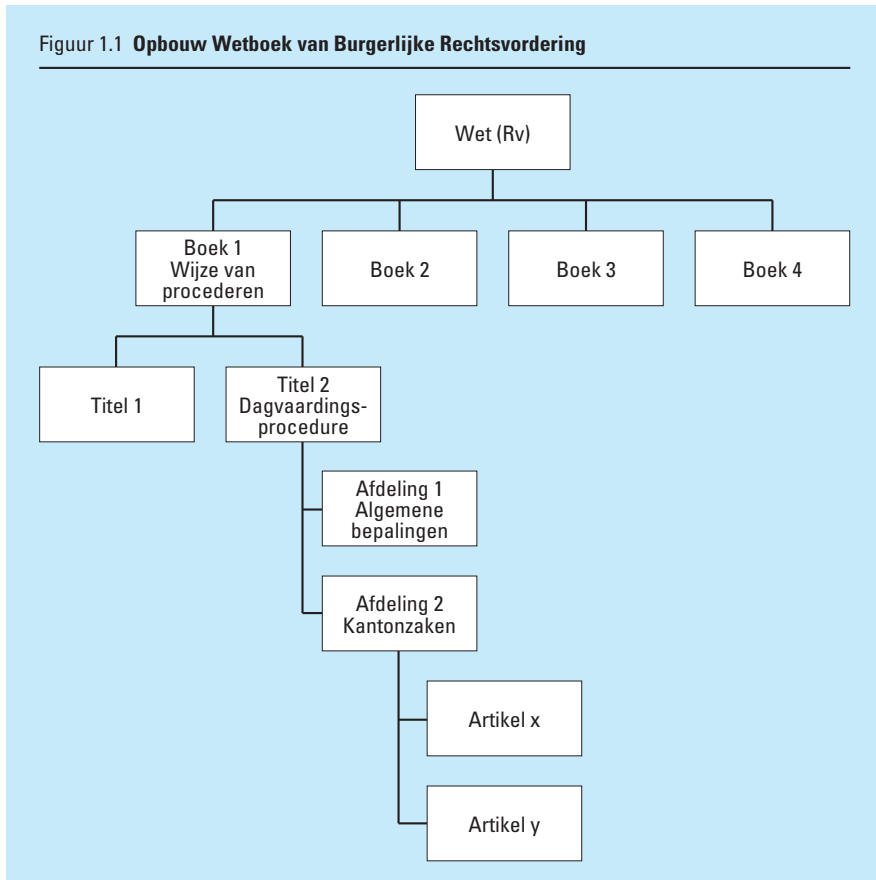 Figuur 1.1 Opbouw Wetboek van Burgerlijke Rechtsvordering
Wet (Rv)
Boek 1
Wijze van
procederen
Boek 2
Boek 3
Boek 4
Titel 1
Titel 2
Dagvaardings-
procedure
Afdeling 1
Algemene
bepalingen
Afdeling 2
Kantonzaken
Artikel x
Artikel y